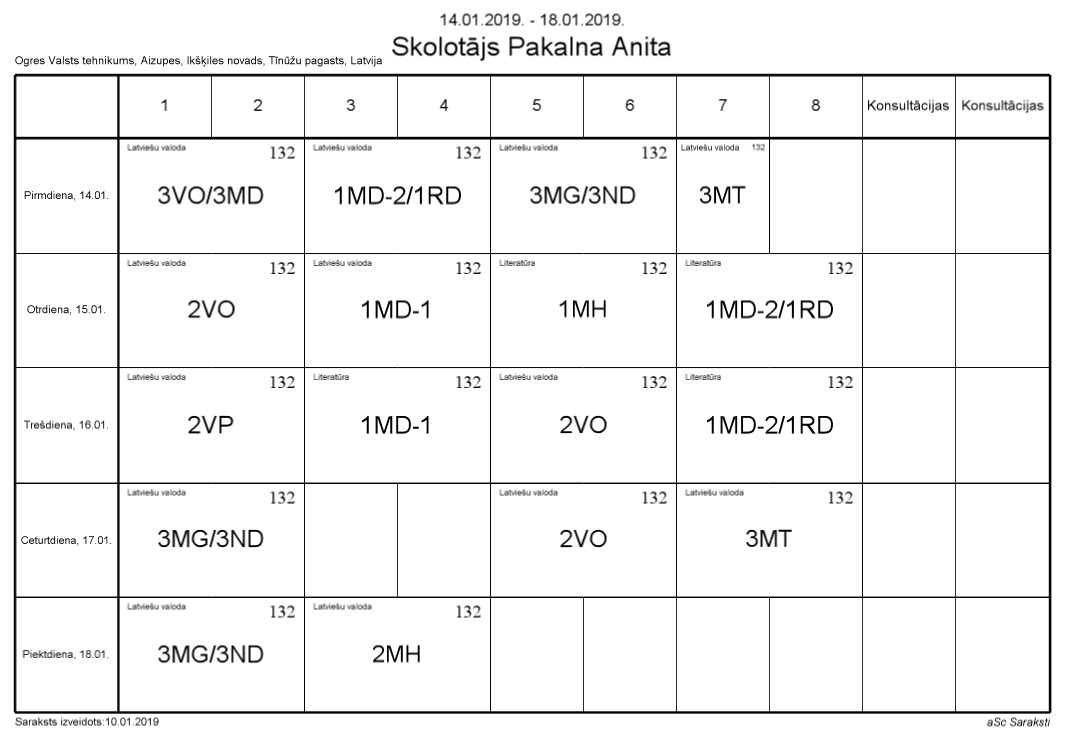 14.01.2019. - 18.01.2019.
Skolotājs Pakalna Anita
Ogres Valsts tehnikums, Aizupes, Ikšķiles novads, Tīnūžu pagasts, Latvija
1 2 3 4 5 6 7 8 Konsultācijas Konsultācijas
Latviešu valoda 132 Latviešu valoda 132 Latviešu valoda 132 Latviešu valoda 132
Pirmdiena, 14.01. 3VO/3MD 1MD-2/1RD 3MG/3ND 3MT
Latviešu valoda 132 Latviešu valoda 132 Literatūra 132 Literatūra 132
Otrdiena, 15.01. 2VO 1MD-1 1MH 1MD-2/1RD
Latviešu valoda 132 Literatūra 132 Latviešu valoda 132 Literatūra 132
Trešdiena, 16.01. 2VP 1MD-1 2VO 1MD-2/1RD
Latviešu valoda 132 Latviešu valoda 132 Latviešu valoda 132
Ceturtdiena, 17.01. 3MG/3ND 2VO 3MT
Latviešu valoda 132 Latviešu valoda 132
Piektdiena, 18.01. 3MG/3ND 2MH
Saraksts izveidots:10.01.2019 aSc Saraksti